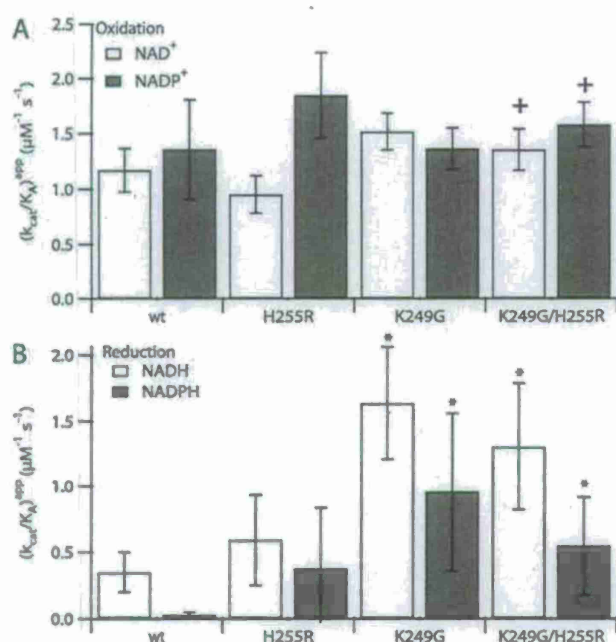 A
Oxidation
NAD⁺
NADP⁺
(k_cat/K_A)^app (μM⁻¹ s⁻¹)
2.5
2.0
1.5
1.0
0.5
0.0
+ +
wt H255R K249G K249G/H255R
B
Reduction
NADH
NADPH
(k_cat/K_A)^app (μM⁻¹ s⁻¹)
2.0
1.5
1.0
0.5
0.0
* * * *
wt H255R K249G K249G/H255R